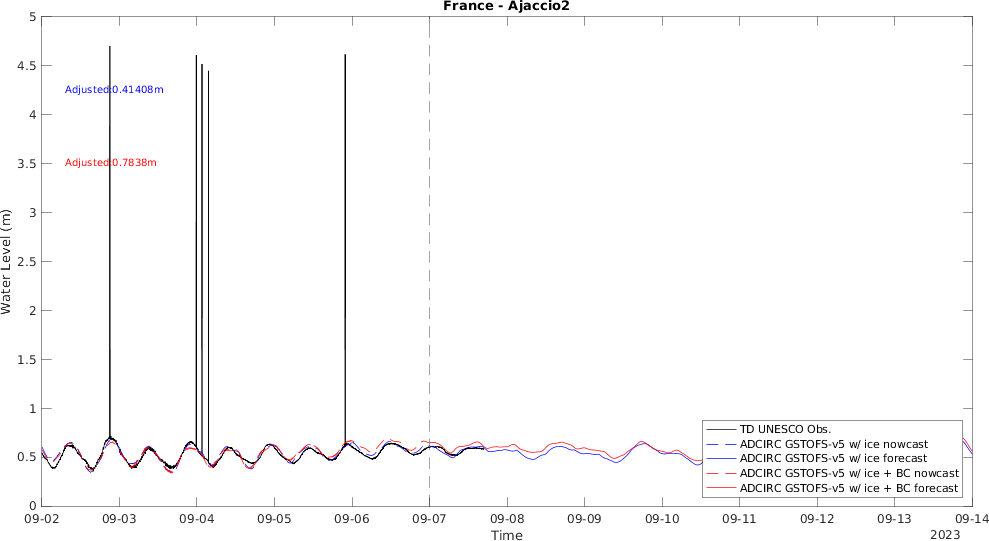 France - Ajaccio2
5
4.5
4
3.5
3
2.5
2
1.5
1
0.5
0
Water Level (m)
Adjusted:0.41408m
Adjusted:0.7838m
TD UNESCO Obs.
ADCIRC GSTOFS-v5 w/ ice nowcast
ADCIRC GSTOFS-v5 w/ ice forecast
ADCIRC GSTOFS-v5 w/ ice + BC nowcast
ADCIRC GSTOFS-v5 w/ ice + BC forecast
09-02 09-03 09-04 09-05 09-06 09-07 09-08 09-09 09-10 09-11 09-12 09-13 09-14
Time
2023